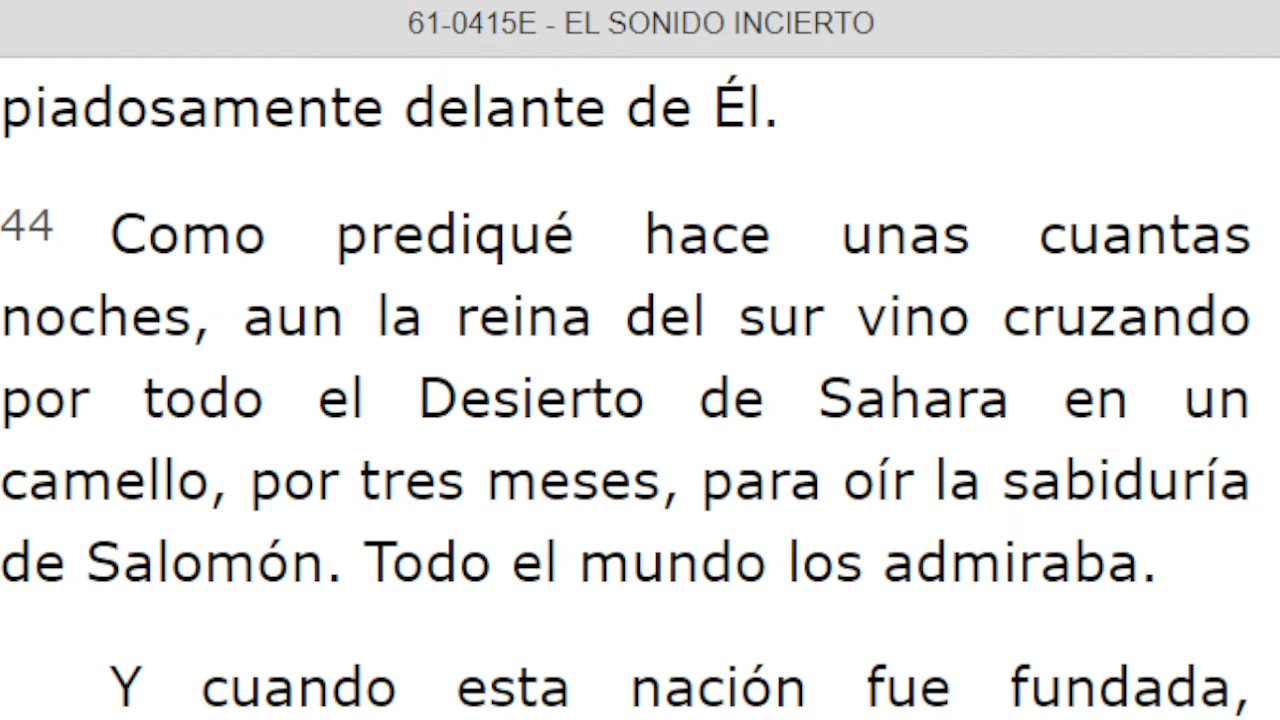 61-0415E - EL SONIDO INCIERTO
piadosamente delante de Él.
44 Como prediqué hace unas cuantas
noches, aun la reina del sur vino cruzando
por todo el Desierto de Sahara en un
camello, por tres meses, para oír la sabiduría
de Salomón. Todo el mundo los admiraba.
Y cuando esta nación fue fundada,